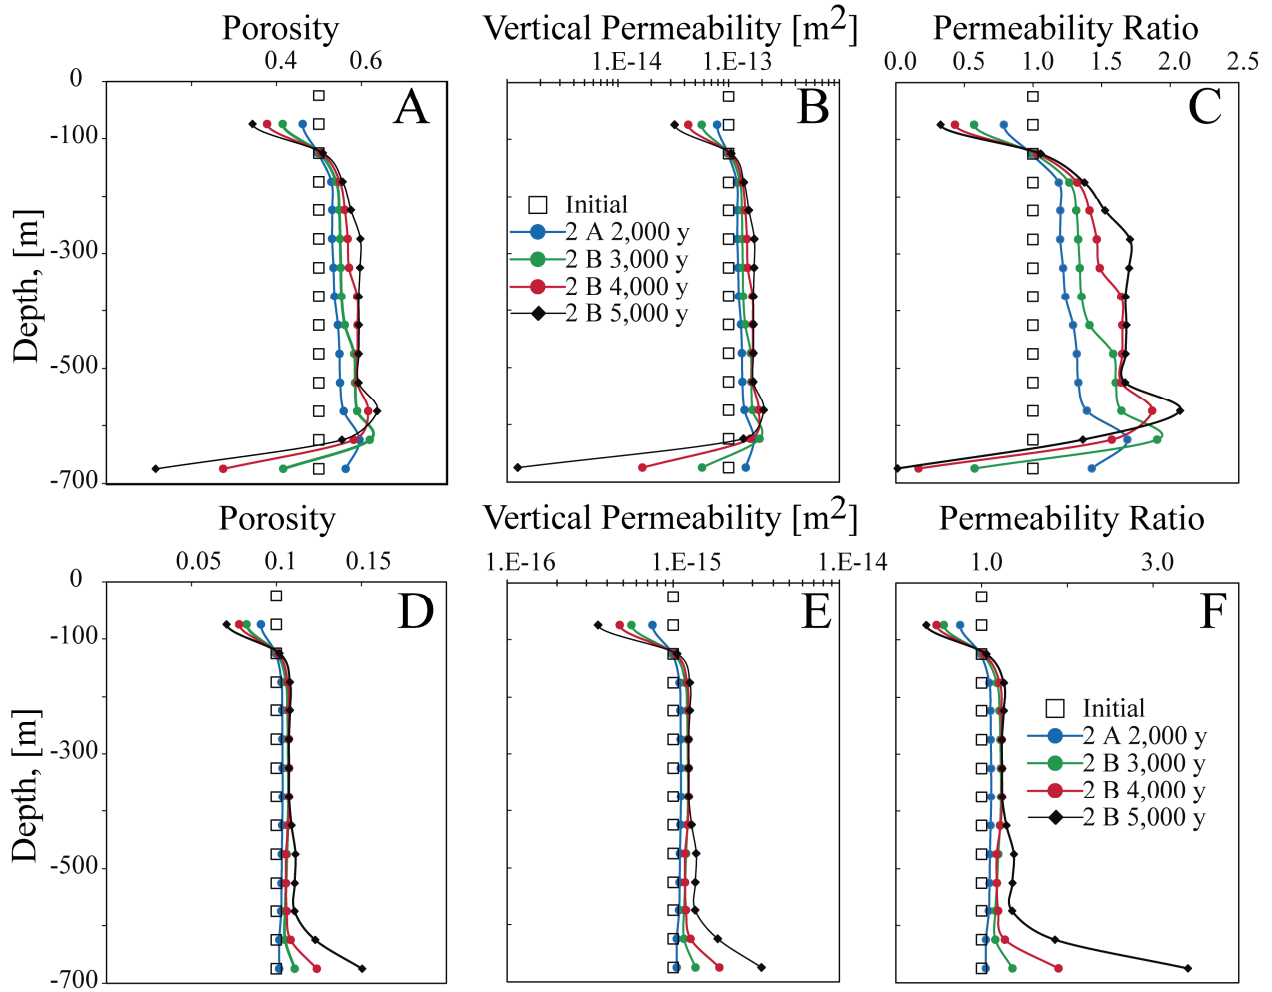 Porosity Vertical Permeability [m2] Permeability Ratio
0.4 0.6 1.E-14 1.E-13 0.0 0.5 1.0 1.5 2.0 2.5
0
A B C
-100
Initial
2 A 2,000 y
2 B 3,000 y
2 B 4,000 y
2 B 5,000 y
-300
Depth, [m]
-500
-700
Porosity Vertical Permeability [m2] Permeability Ratio
0.05 0.1 0.15 1.E-16 1.E-15 1.E-14 1.0 3.0
0
D E F
-100
Initial
2 A 2,000 y
2 B 3,000 y
2 B 4,000 y
2 B 5,000 y
-300
Depth, [m]
-500
-700